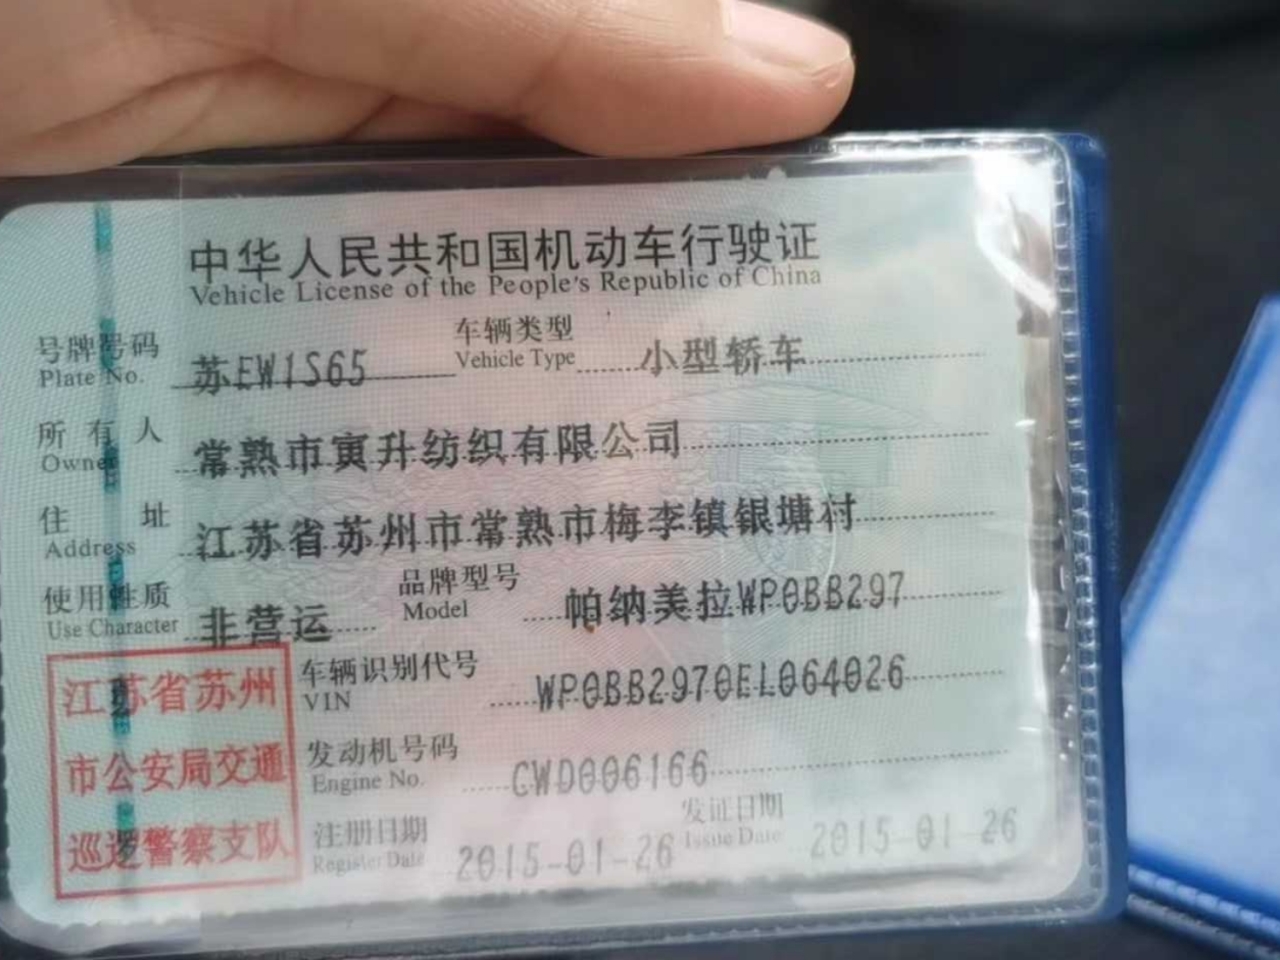 中华人民共和国机动车行驶证
Vehicle License of the People's Republic of China
号牌号码 苏EW1S65 车辆类型 小型轿车
Plate No. Vehicle Type
所有人 常熟市寅升纺织有限公司
Owner
住址 江苏省苏州市常熟市梅李镇银塘村
Address
使用性质 非营运 品牌型号 帕纳美拉WP0BB297
Use Character Model
车辆识别代号 WP0BB2970EL064026
VIN
发动机号码 CWD006166
Engine No.
注册日期 2015-01-26 发证日期 2015-01-26
Register Date Issue Date
江苏省苏州
市公安局交通
巡逻警察支队